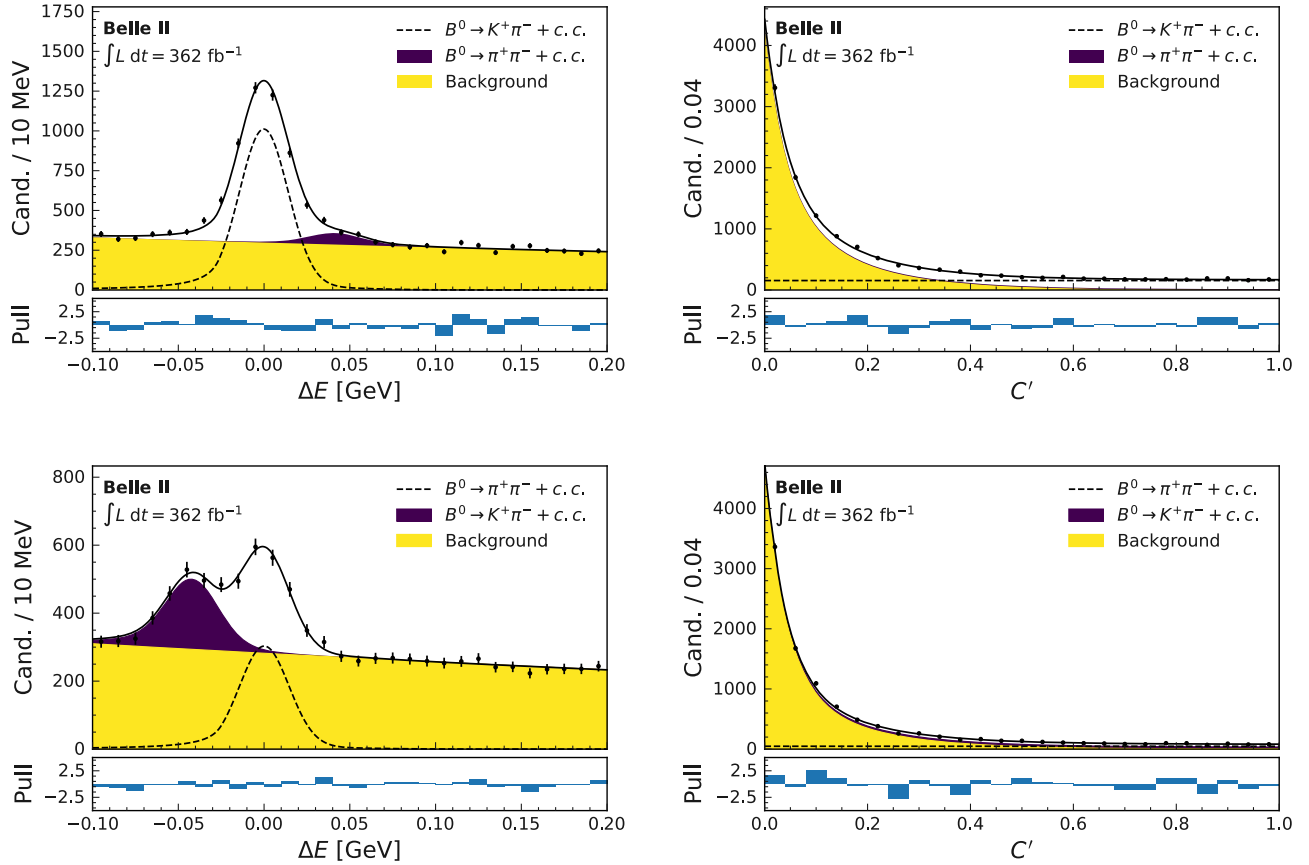 Belle II
∫L dt = 362 fb⁻¹
B⁰ → K⁺π⁻ + c. c.
B⁰ → π⁺π⁻ + c. c.
Background
Cand. / 10 MeV
1750
1500
1250
1000
750
500
250
0
Pull
2.5
−2.5
−0.10 −0.05 0.00 0.05 0.10 0.15 0.20
ΔE [GeV]
Belle II
∫L dt = 362 fb⁻¹
B⁰ → K⁺π⁻ + c. c.
B⁰ → π⁺π⁻ + c. c.
Background
Cand. / 0.04
4000
3000
2000
1000
0
Pull
2.5
−2.5
0.0 0.2 0.4 0.6 0.8 1.0
C′
Belle II
∫L dt = 362 fb⁻¹
B⁰ → π⁺π⁻ + c. c.
B⁰ → K⁺π⁻ + c. c.
Background
Cand. / 10 MeV
800
600
400
200
0
Pull
2.5
−2.5
−0.10 −0.05 0.00 0.05 0.10 0.15 0.20
ΔE [GeV]
Belle II
∫L dt = 362 fb⁻¹
B⁰ → π⁺π⁻ + c. c.
B⁰ → K⁺π⁻ + c. c.
Background
Cand. / 0.04
4000
3000
2000
1000
0
Pull
2.5
−2.5
0.0 0.2 0.4 0.6 0.8 1.0
C′